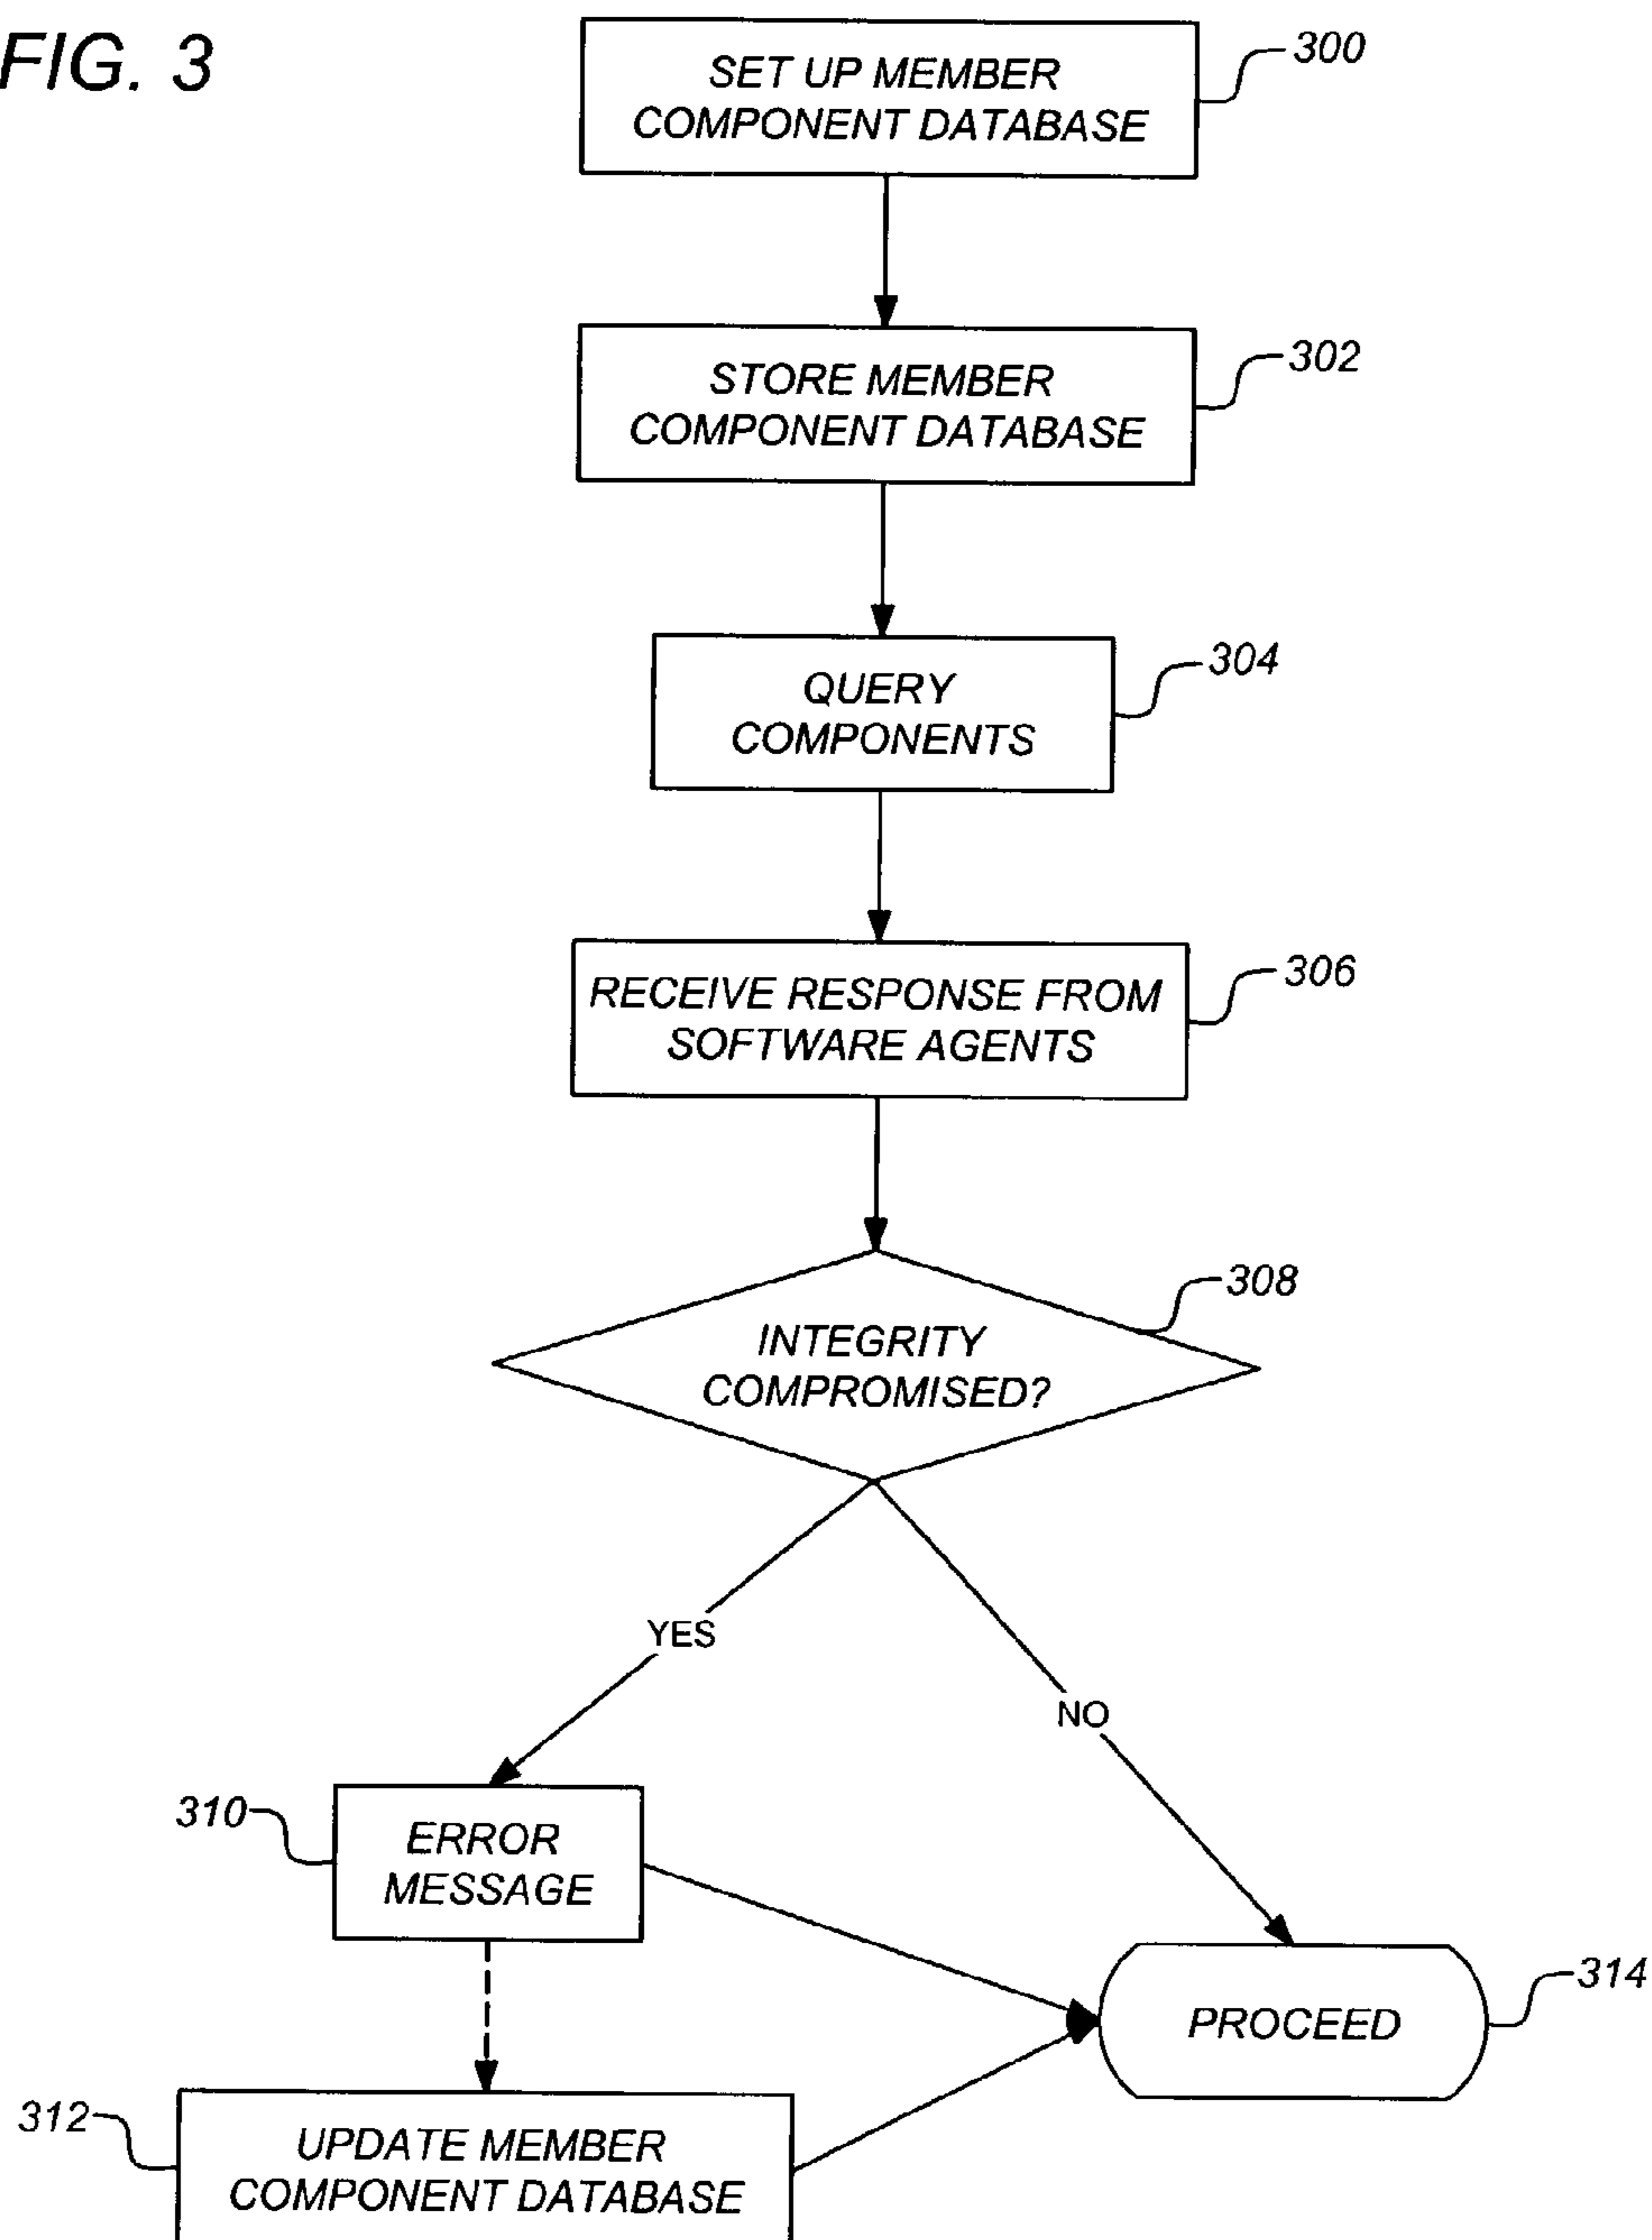 FIG. 3
SET UP MEMBER
COMPONENT DATABASE
300
STORE MEMBER
COMPONENT DATABASE
302
QUERY
COMPONENTS
304
RECEIVE RESPONSE FROM
SOFTWARE AGENTS
306
INTEGRITY
COMPROMISED?
308
YES
NO
310
ERROR
MESSAGE
PROCEED
314
312
UPDATE MEMBER
COMPONENT DATABASE